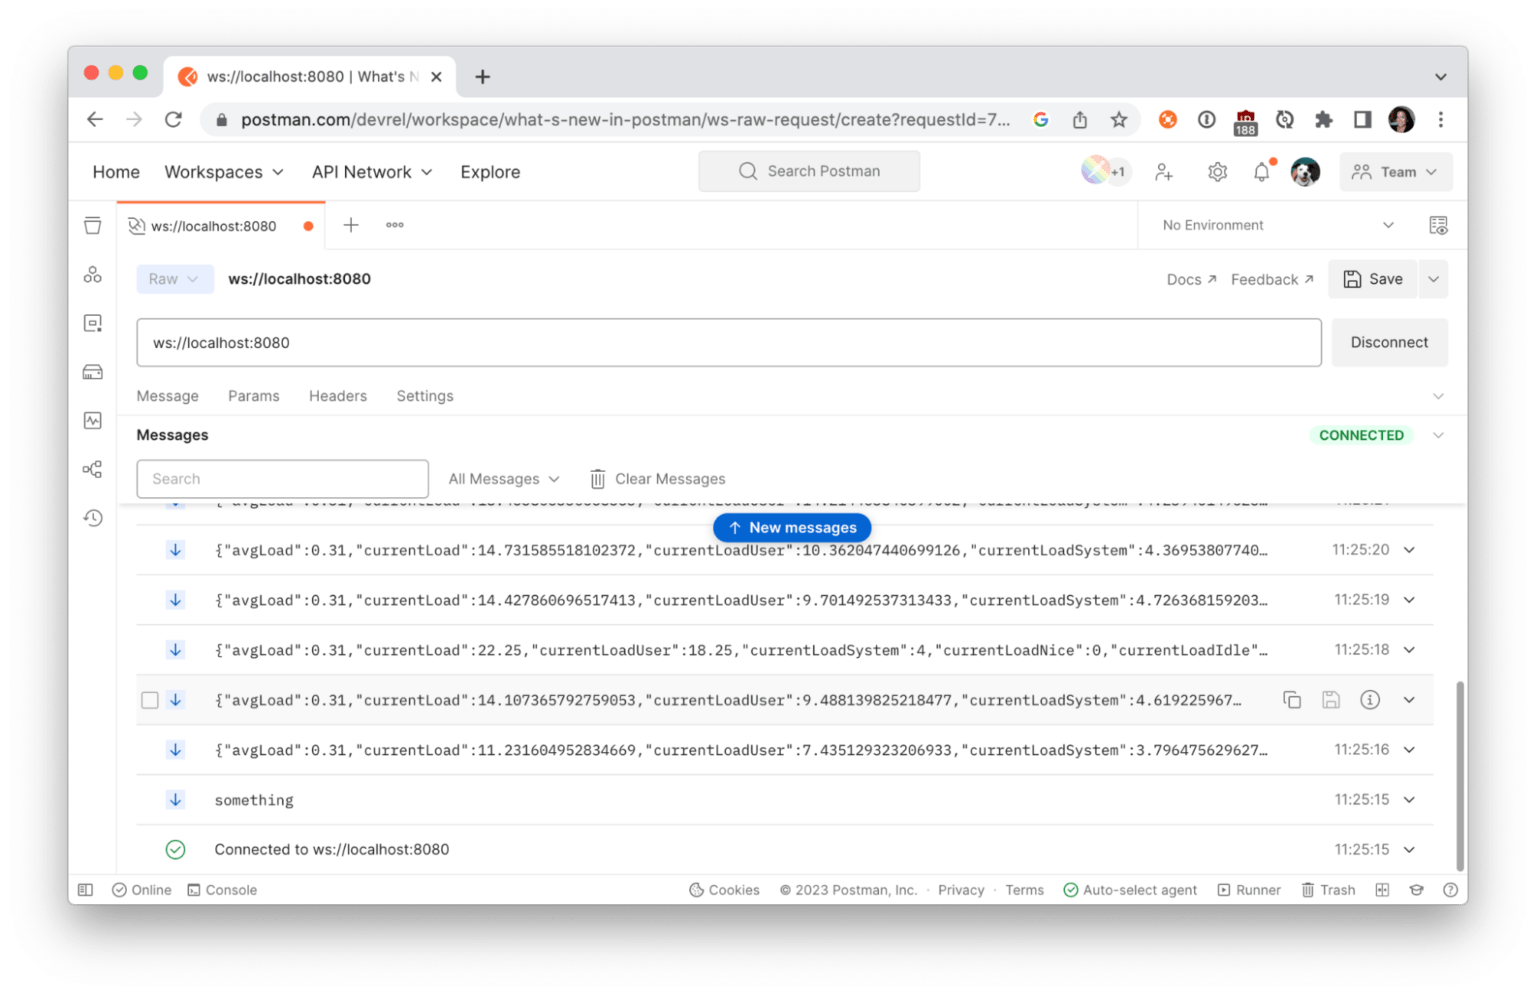 ws://localhost:8080 | What's N
postman.com/devrel/workspace/what-s-new-in-postman/ws-raw-request/create?requestId=7...
188
Home Workspaces API Network Explore Search Postman +1 Team
ws://localhost:8080 No Environment
Raw ws://localhost:8080 Docs ↗ Feedback ↗ Save
ws://localhost:8080 Disconnect
Message Params Headers Settings
Messages CONNECTED
Search All Messages Clear Messages
↑ New messages
{"avgLoad":0.31,"currentLoad":14.731585518102372,"currentLoadUser":10.362047440699126,"currentLoadSystem":4.36953807740… 11:25:20
{"avgLoad":0.31,"currentLoad":14.427860696517413,"currentLoadUser":9.701492537313433,"currentLoadSystem":4.726368159203… 11:25:19
{"avgLoad":0.31,"currentLoad":22.25,"currentLoadUser":18.25,"currentLoadSystem":4,"currentLoadNice":0,"currentLoadIdle"… 11:25:18
{"avgLoad":0.31,"currentLoad":14.107365792759053,"currentLoadUser":9.488139825218477,"currentLoadSystem":4.619225967…
{"avgLoad":0.31,"currentLoad":11.231604952834669,"currentLoadUser":7.435129323206933,"currentLoadSystem":3.796475629627… 11:25:16
something 11:25:15
Connected to ws://localhost:8080 11:25:15
Online Console Cookies © 2023 Postman, Inc. · Privacy · Terms Auto-select agent Runner Trash